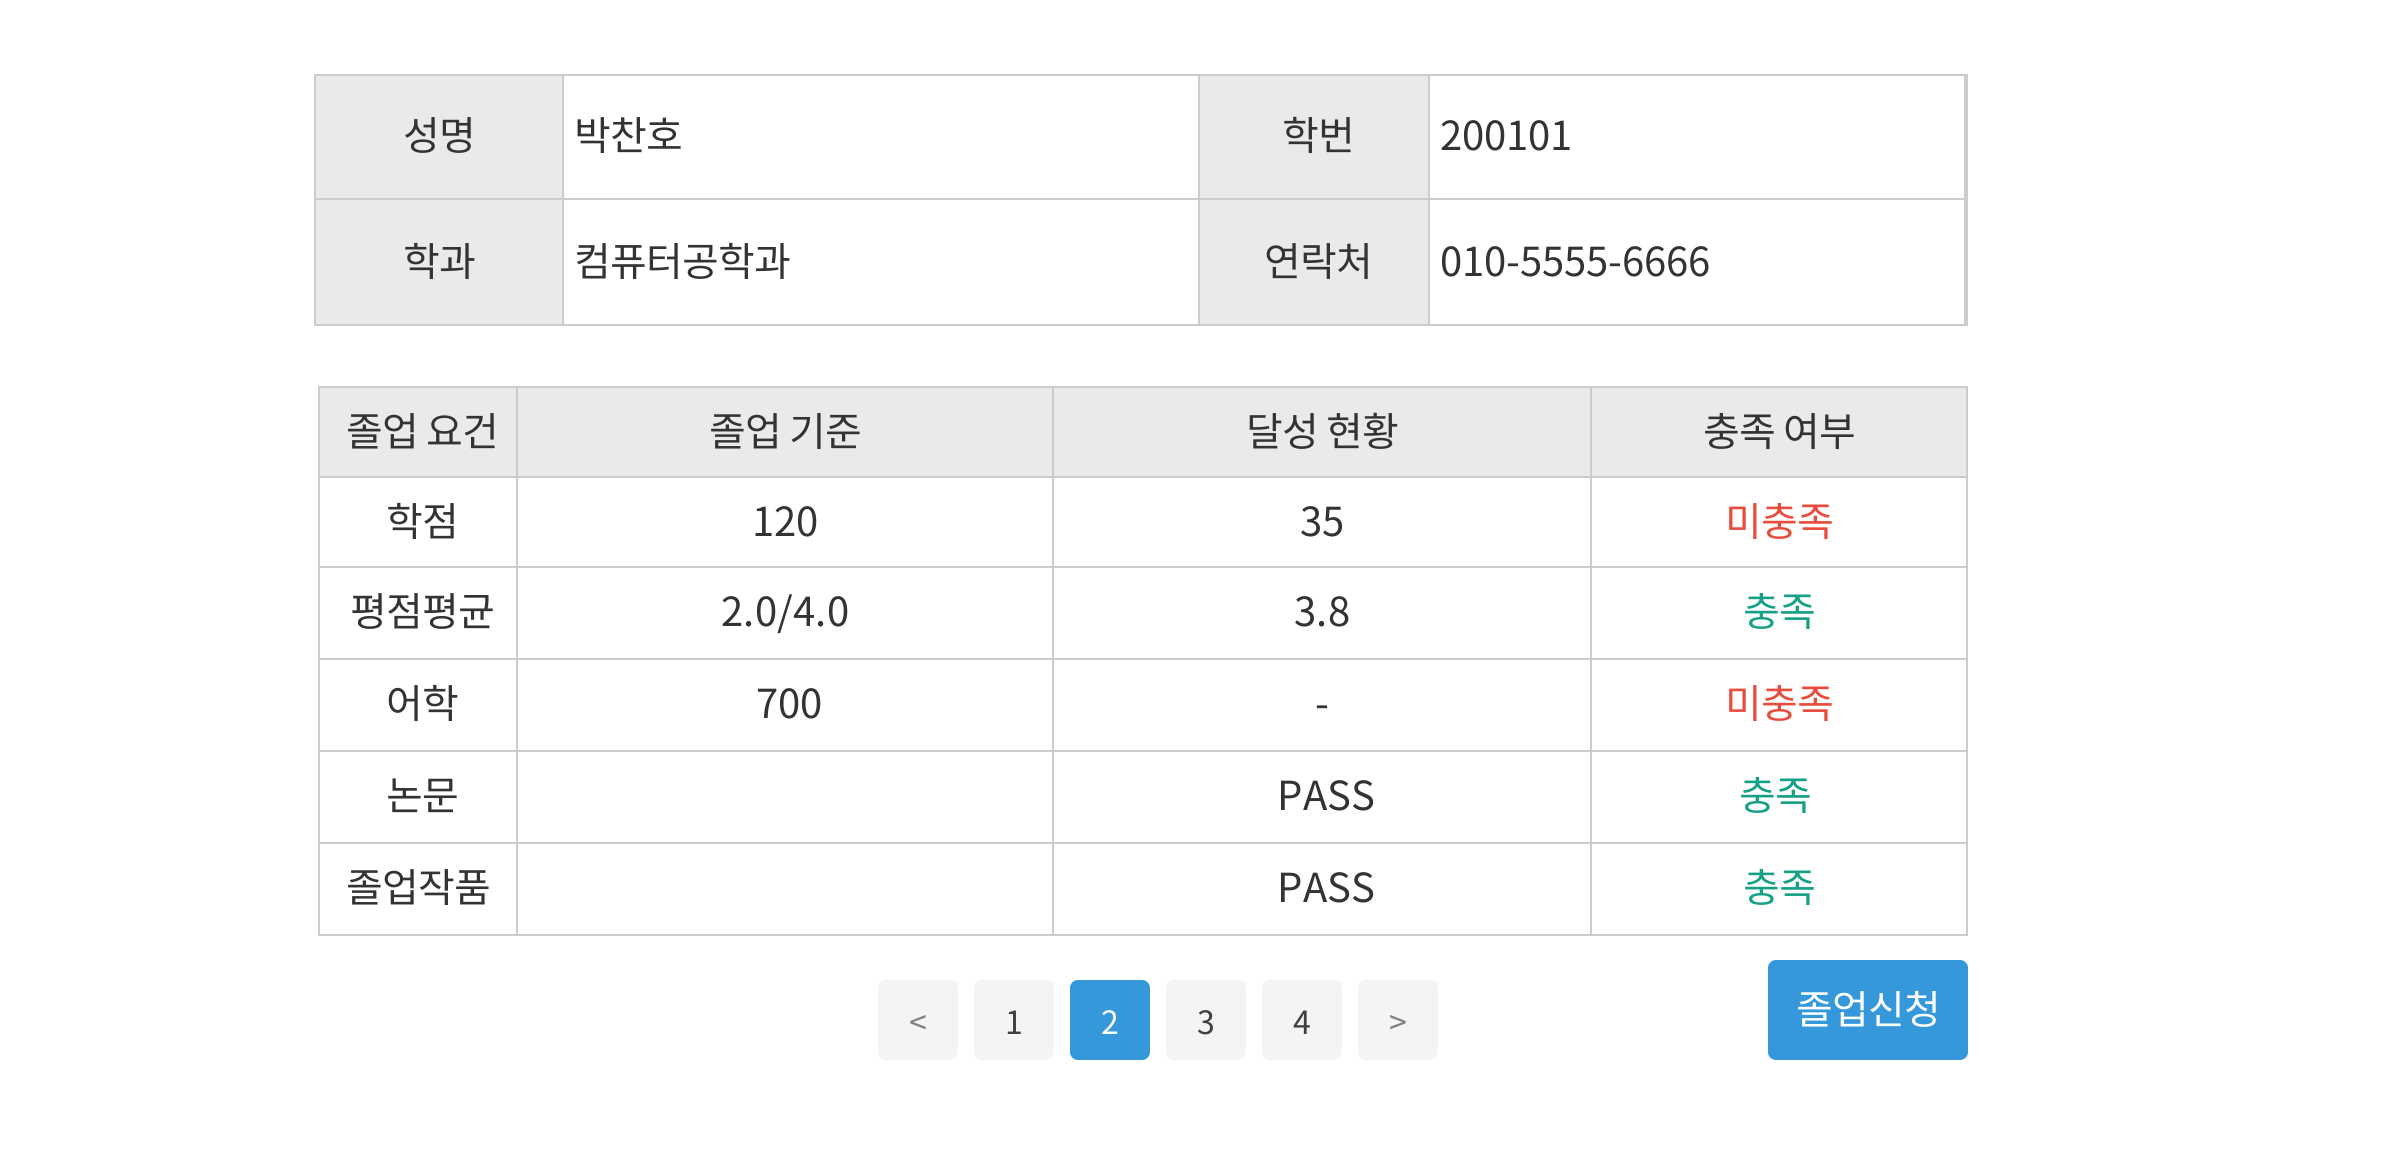 성명 박찬호 학번 200101
학과 컴퓨터공학과 연락처 010-5555-6666
졸업 요건 졸업 기준 달성 현황 충족 여부
학점 120 35 미충족
평점평균 2.0/4.0 3.8 충족
어학 700 - 미충족
논문 PASS 충족
졸업작품 PASS 충족
< 1 2 3 4 > 졸업신청